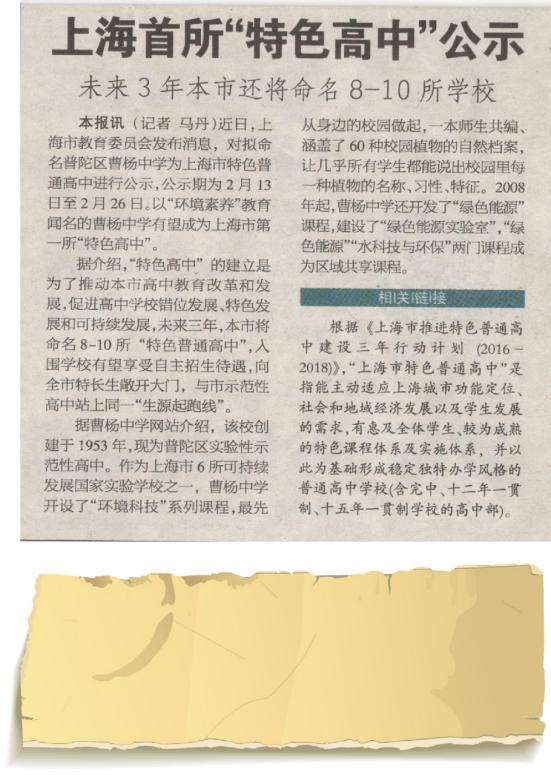 上海首所“特色高中”公示
未来3年本市还将命名8-10所学校
本报讯（记者 马丹）近日，上
海市教育委员会发布消息，对拟命
名普陀区曹杨中学为上海市特色普
通高中进行公示，公示期为2月13
日至2月26日。以“环境素养”教育
闻名的曹杨中学有望成为上海市第
一所“特色高中”。
据介绍，“特色高中”的建立是
为了推动本市高中教育改革和发
展，促进高中学校错位发展、特色发
展和可持续发展，未来三年，本市将
命名8-10所“特色普通高中”，入
围学校有望享受自主招生待遇，向
全市特长生敞开大门，与市示范性
高中站上同一“生源起跑线”。
据曹杨中学网站介绍，该校创
建于1953年，现为普陀区实验性示
范性高中。作为上海市6所可持续
发展国家实验学校之一，曹杨中学
开设了“环境科技”系列课程，最先
从身边的校园做起，一本师生共编、
涵盖了60种校园植物的自然档案，
让几乎所有学生都能说出校园里每
一种植物的名称、习性、特征。2008
年起，曹杨中学还开发了“绿色能源”
课程，建设了“绿色能源实验室”，“绿
色能源”“水科技与环保”两门课程成
为区域共享课程。
相关链接
根据《上海市推进特色普通高
中建设三年行动计划（2016-
2018)》，“上海市特色普通高中”是
指能主动适应上海城市功能定位、
社会和地域经济发展以及学生发展
的需求，有惠及全体学生、较为成熟
的特色课程体系及实施体系，并以
此为基础形成稳定独特办学风格的
普通高中学校(含完中、十二年一贯
制、十五年一贯制学校的高中部)。